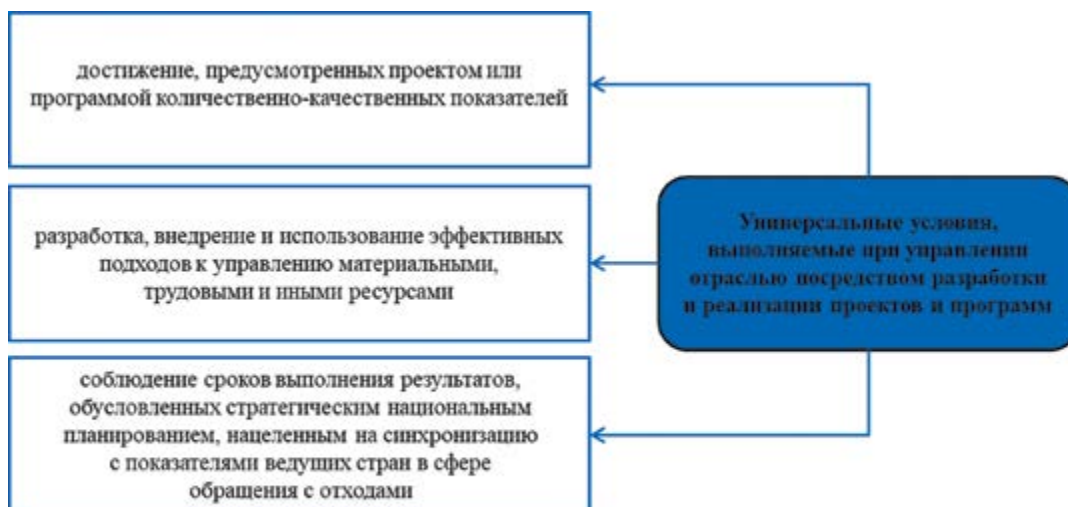 достижение, предусмотренных проектом или
программой количественно-качественных показателей
разработка, внедрение и использование эффективных
подходов к управлению материальными,
трудовыми и иными ресурсами
соблюдение сроков выполнения результатов,
обусловленных стратегическим национальным
планированием, нацеленным на синхронизацию
с показателями ведущих стран в сфере
обращения с отходами
Универсальные условия,
выполняемые при управлении
отраслью посредством разработки
и реализации проектов и программ